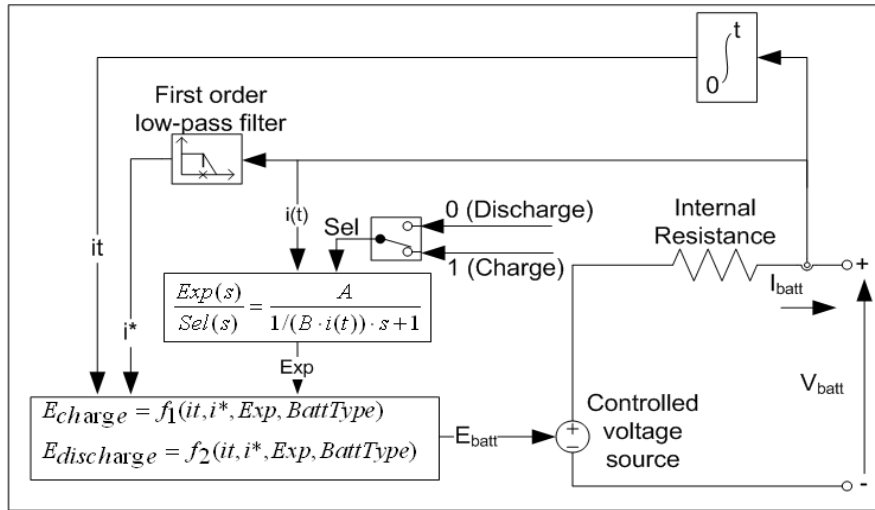 t
∫
0
First order
low-pass filter
i(t)
Sel
0 (Discharge)
1 (Charge)
Internal
Resistance
+
I_batt
it
i*
Exp(s)/Sel(s) = A/(1/(B·i(t))·s+1)
Exp
V_batt
E_charge = f_1(it, i*, Exp, BattType)
E_discharge = f_2(it, i*, Exp, BattType)
E_batt
+
−
Controlled
voltage
source
-